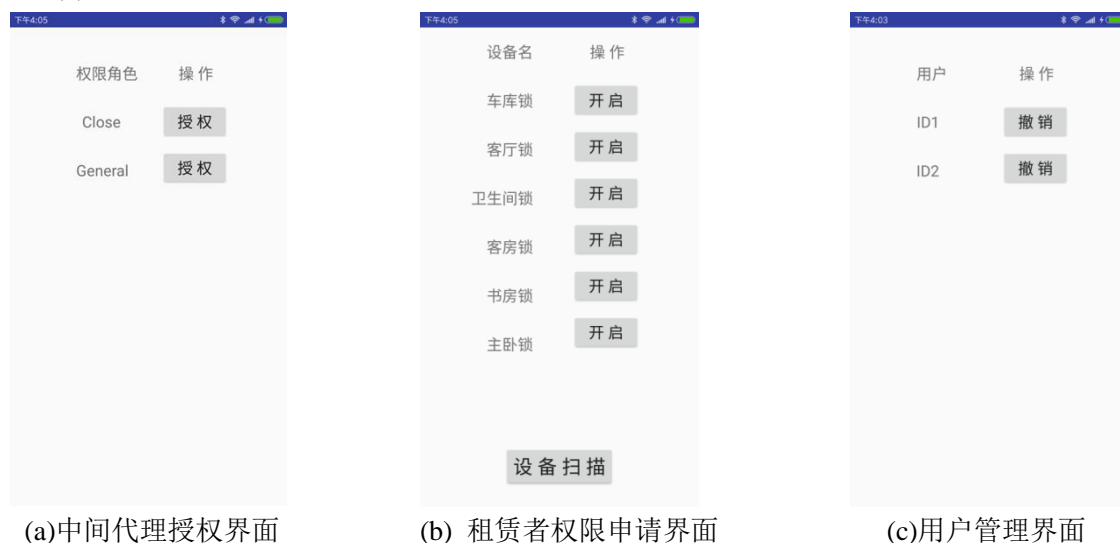 下午4:05
权限角色 操 作
Close 授 权
General 授 权
(a)中间代理授权界面
下午4:05
设备名 操 作
车库锁 开 启
客厅锁 开 启
卫生间锁 开 启
客房锁 开 启
书房锁 开 启
主卧锁 开 启
设 备 扫 描
(b) 租赁者权限申请界面
下午4:03
用户 操 作
ID1 撤 销
ID2 撤 销
(c)用户管理界面